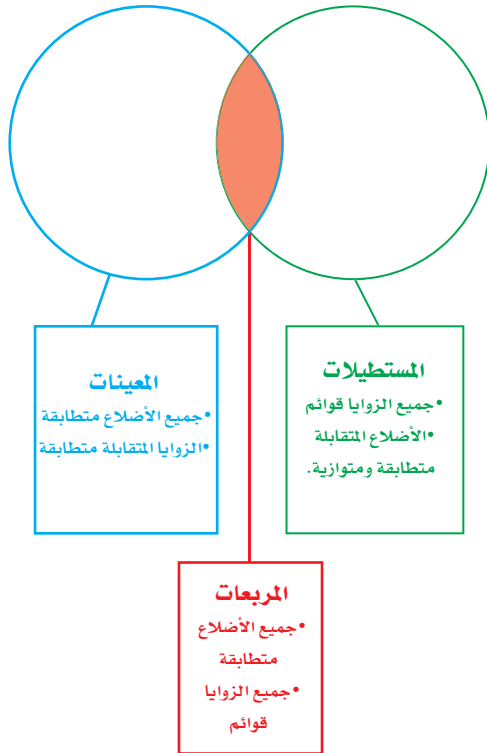 المستطيلات
•جميع الزوايا قوائم
•الأضلاع المتقابلة
متطابقة ومتوازية.
المعينات
•جميع الأضلاع متطابقة
•الزوايا المتقابلة متطابقة
المربعات
•جميع الأضلاع
متطابقة
•جميع الزوايا
قوائم